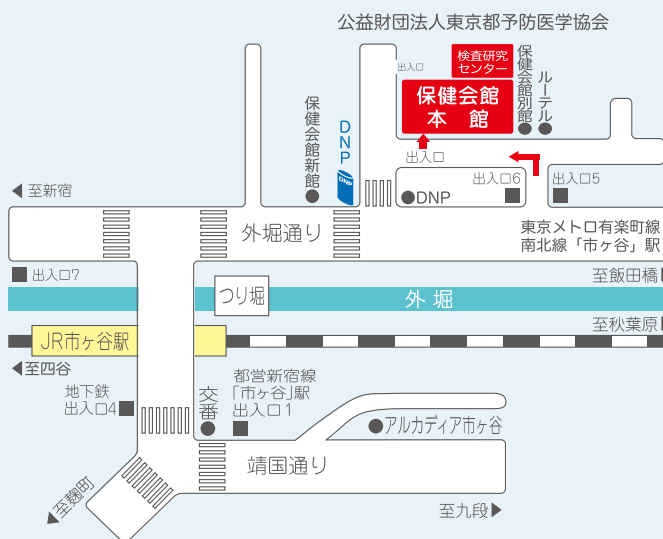 公益財団法人東京都予防医学協会
検査研究
センター
出入口
保健会館
本　館
保健会館別館
ルーテル
保健会館新館
DNP
DNP
出入口
至新宿
DNP
出入口6
出入口5
外堀通り
東京メトロ有楽町線
南北線「市ヶ谷」駅
出入口7
至飯田橋
つり堀
外 堀
至秋葉原
JR市ヶ谷駅
至四谷
地下鉄
出入口4
交番
都営新宿線
「市ヶ谷」駅
出入口1
アルカディア市ヶ谷
靖国通り
至麹町
至九段